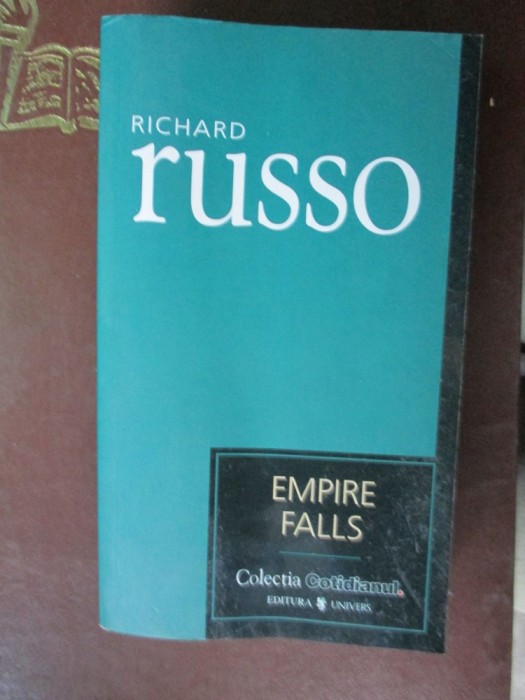 RICHARD
russo
EMPIRE
FALLS
Colecția Cotidianul.
EDITURA UNIVERS